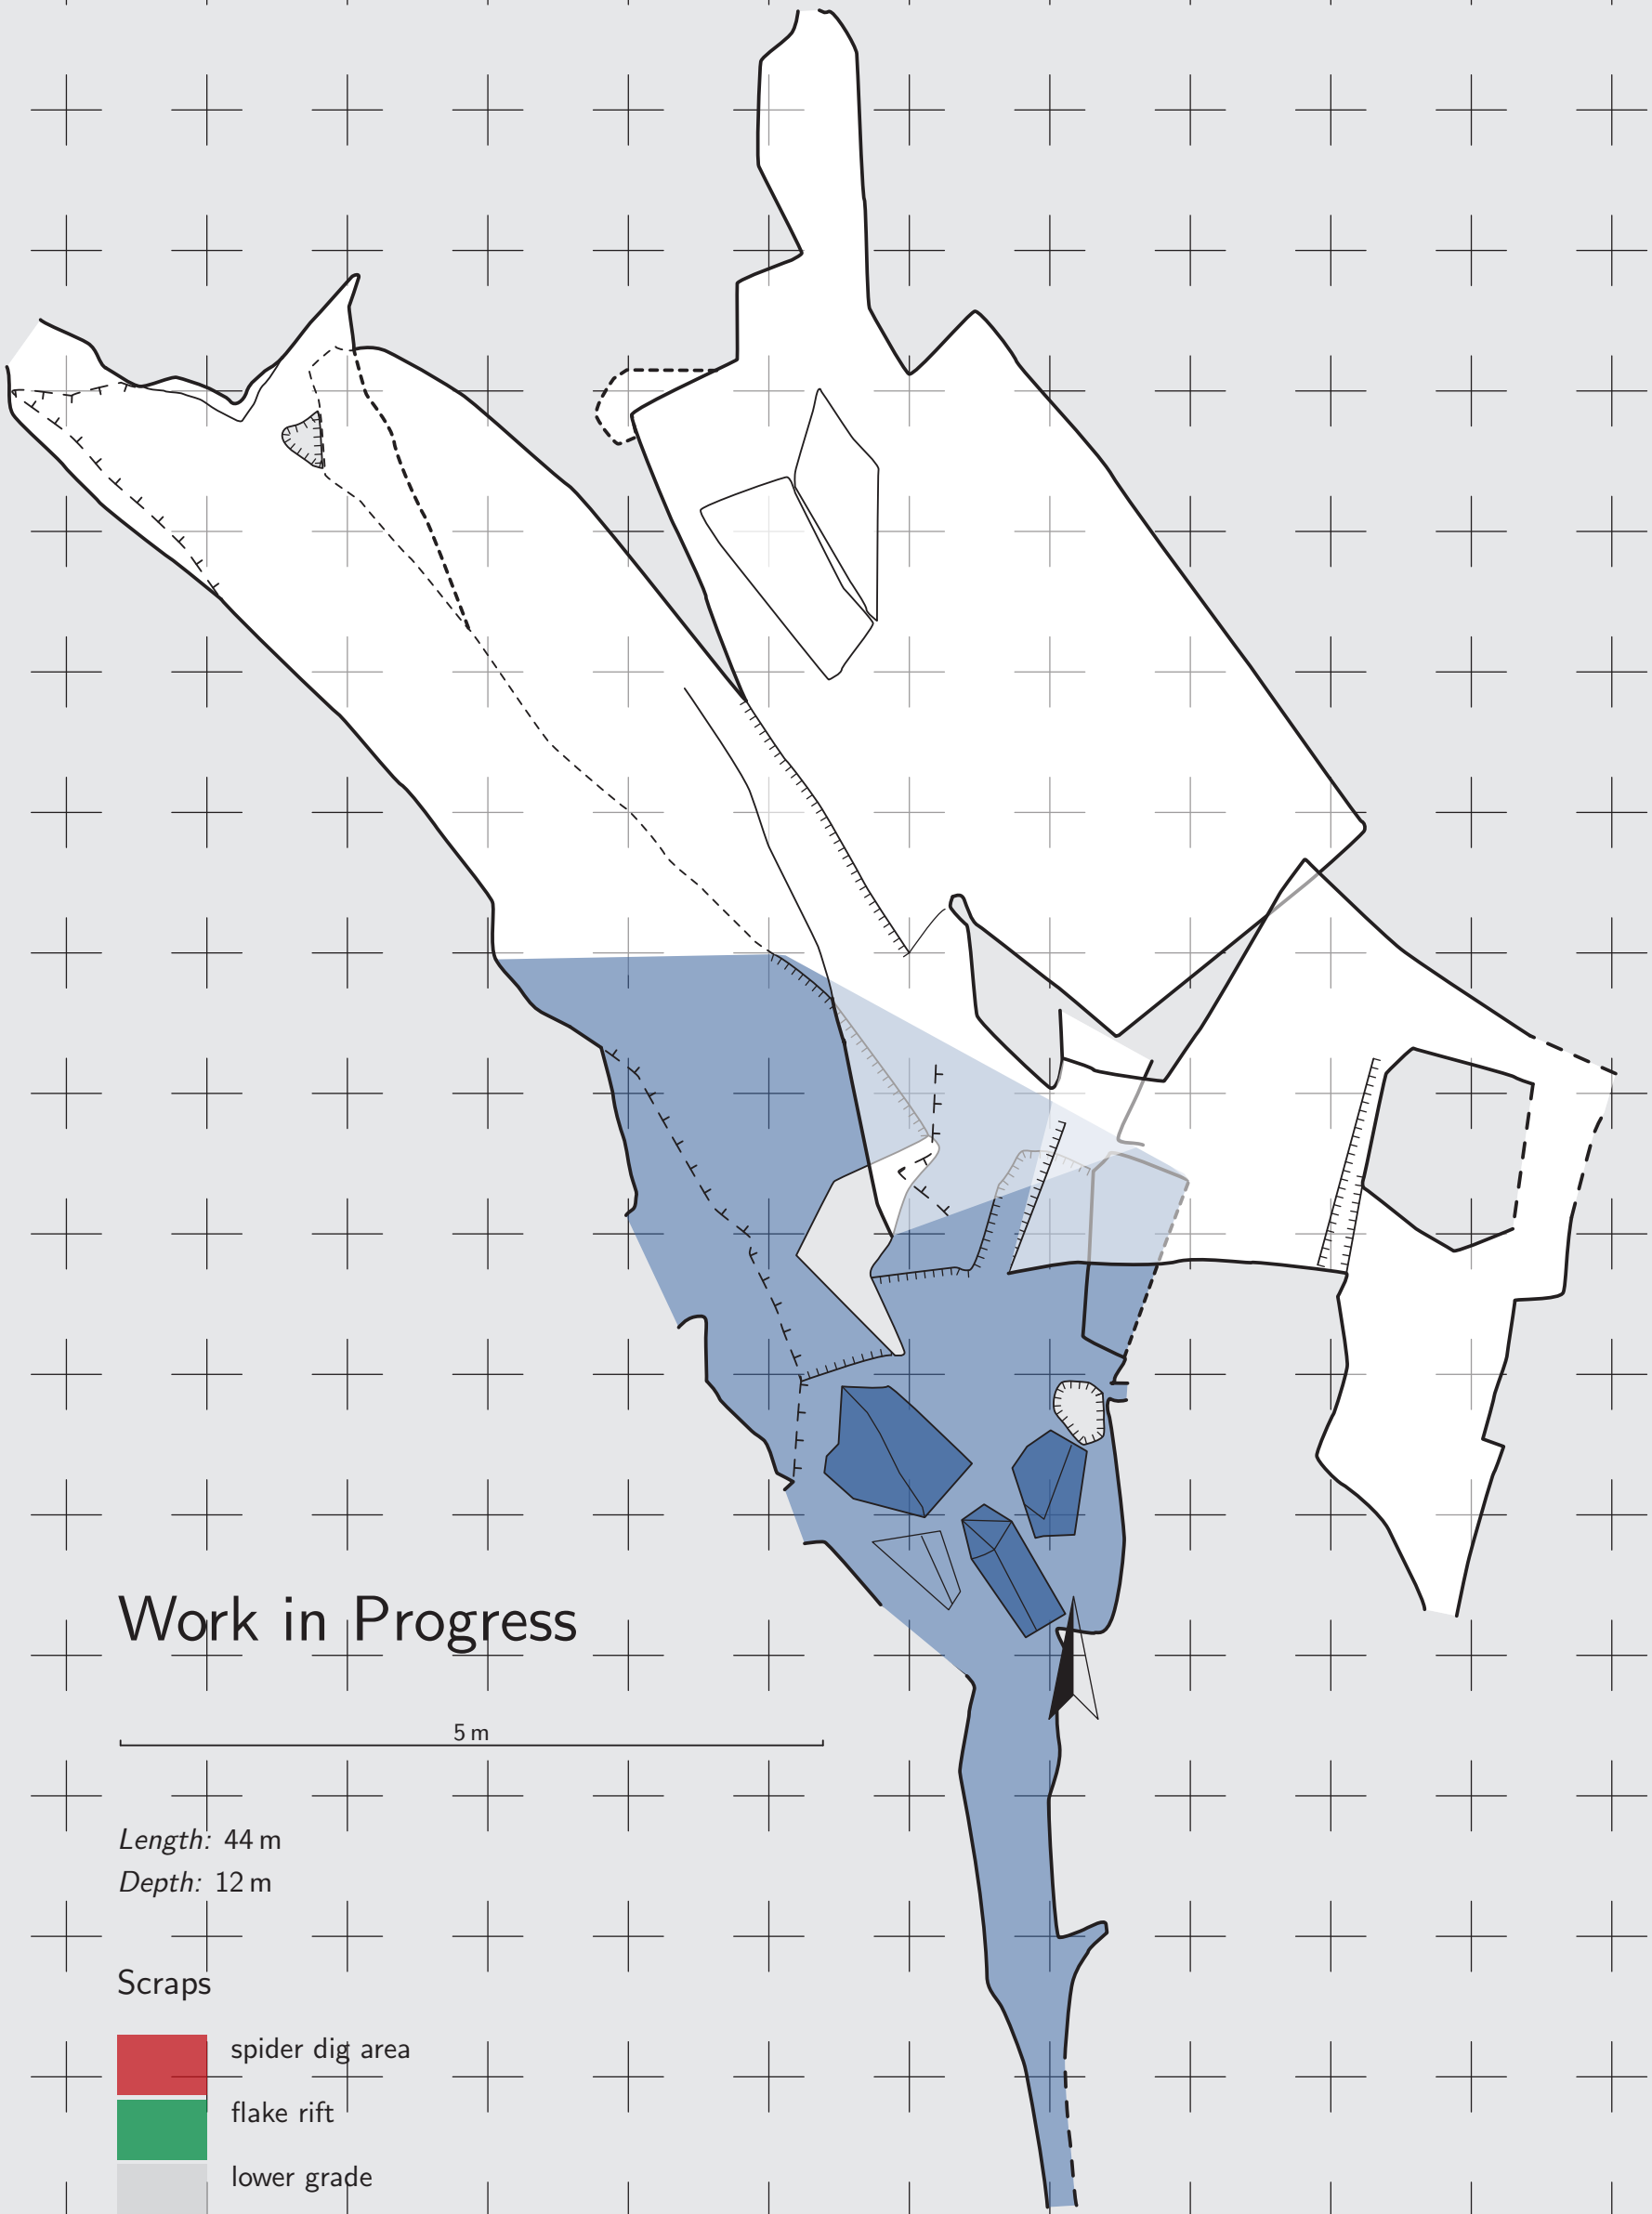 Work in Progress
5 m
Length: 44 m
Depth: 12 m
Scraps
spider dig area
flake rift
lower grade